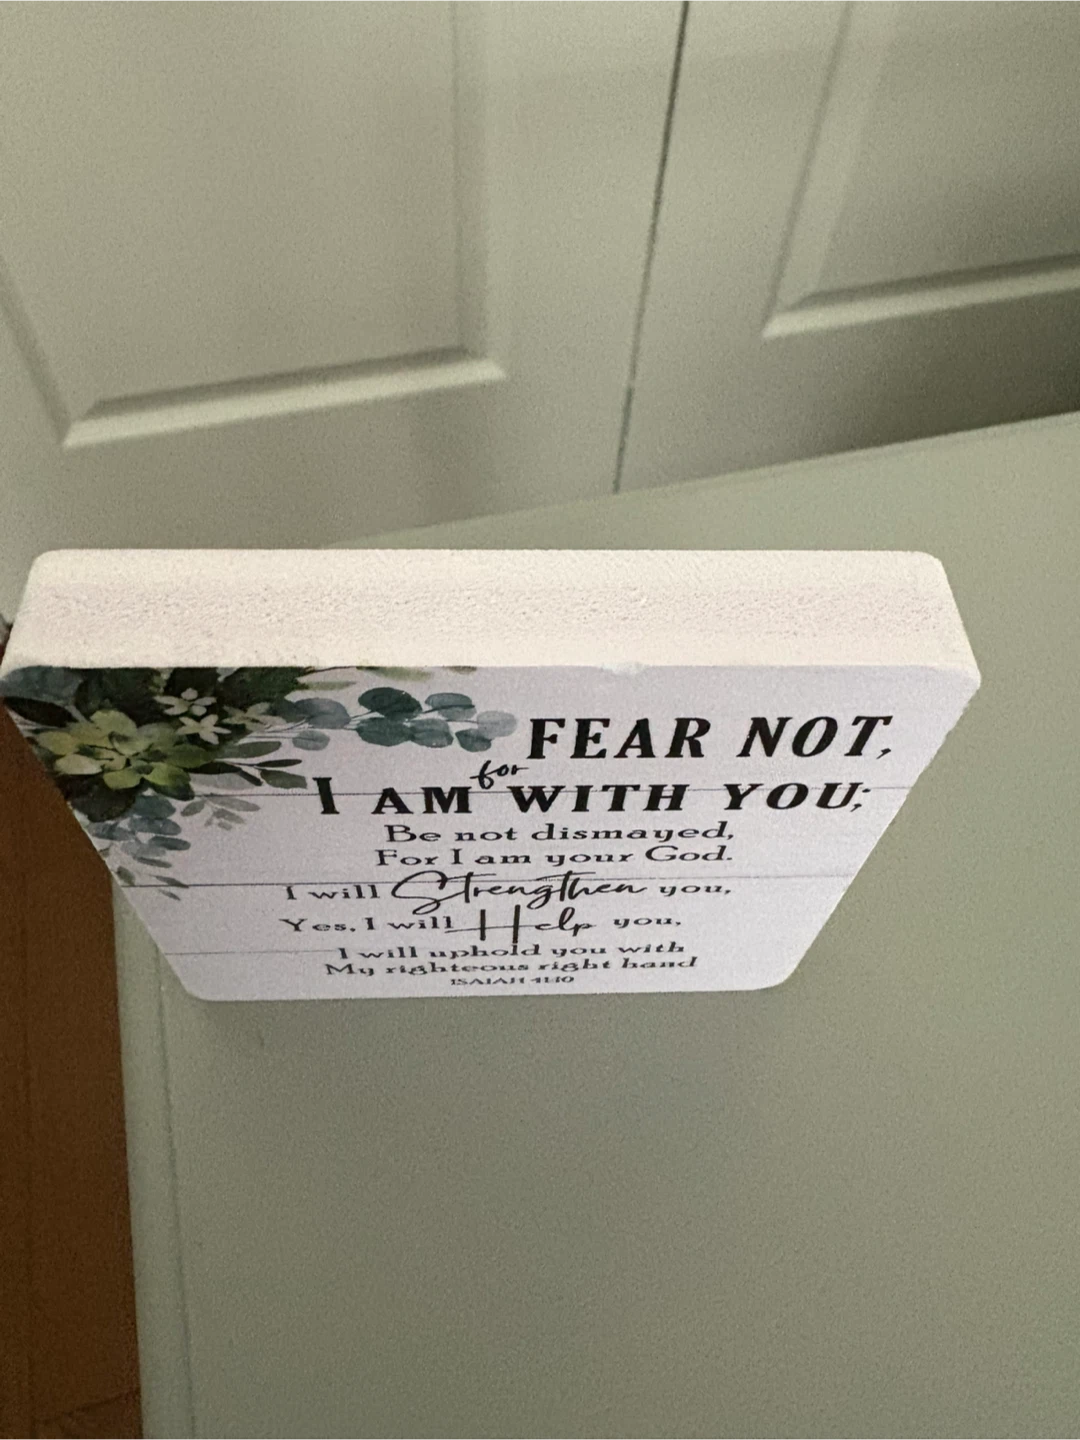 FEAR NOT,
for
I AM WITH YOU;
Be not dismayed,
For I am your God.
I will Strengthen you,
Yes, I will Help you,
I will uphold you with
My righteous right hand
ISAIAH 41:10